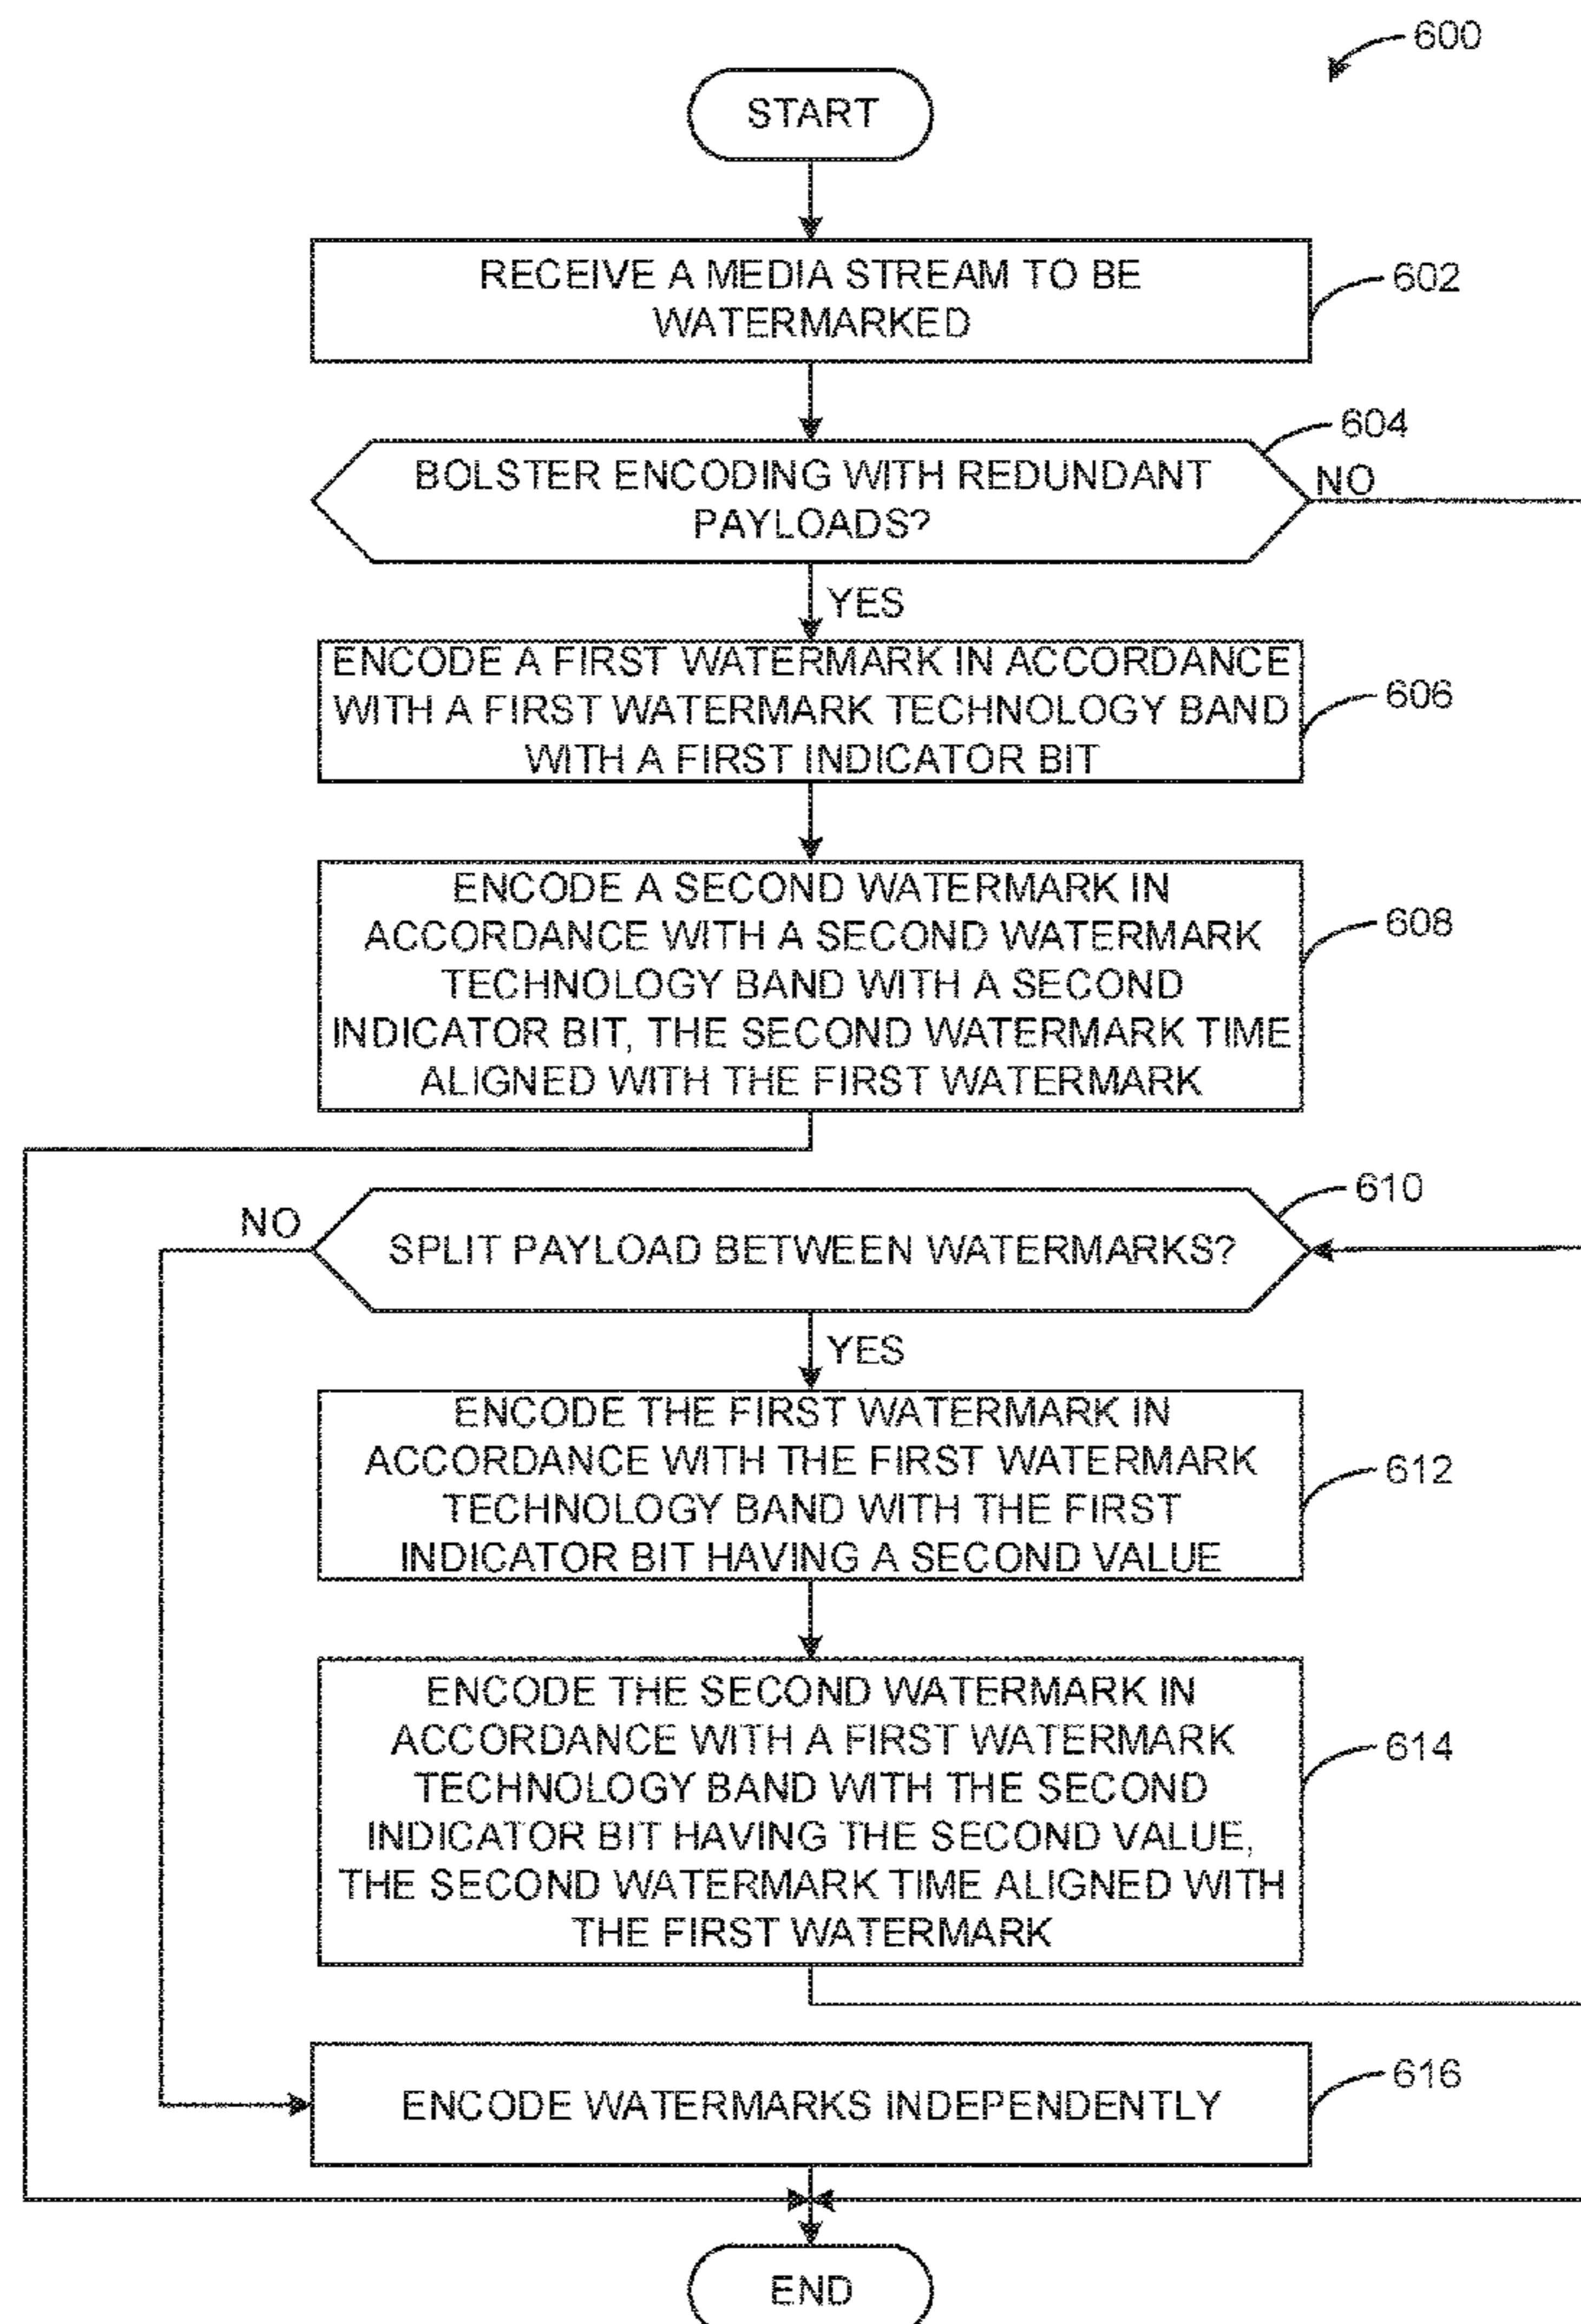 600
START
RECEIVE A MEDIA STREAM TO BE
WATERMARKED
602
604
BOLSTER ENCODING WITH REDUNDANT
PAYLOADS?
NO
YES
ENCODE A FIRST WATERMARK IN ACCORDANCE
WITH A FIRST WATERMARK TECHNOLOGY BAND
WITH A FIRST INDICATOR BIT
606
ENCODE A SECOND WATERMARK IN
ACCORDANCE WITH A SECOND WATERMARK
TECHNOLOGY BAND WITH A SECOND
INDICATOR BIT, THE SECOND WATERMARK TIME
ALIGNED WITH THE FIRST WATERMARK
608
610
NO
SPLIT PAYLOAD BETWEEN WATERMARKS?
YES
ENCODE THE FIRST WATERMARK IN
ACCORDANCE WITH THE FIRST WATERMARK
TECHNOLOGY BAND WITH THE FIRST
INDICATOR BIT HAVING A SECOND VALUE
612
ENCODE THE SECOND WATERMARK IN
ACCORDANCE WITH A FIRST WATERMARK
TECHNOLOGY BAND WITH THE SECOND
INDICATOR BIT HAVING THE SECOND VALUE,
THE SECOND WATERMARK TIME ALIGNED WITH
THE FIRST WATERMARK
614
ENCODE WATERMARKS INDEPENDENTLY
616
END